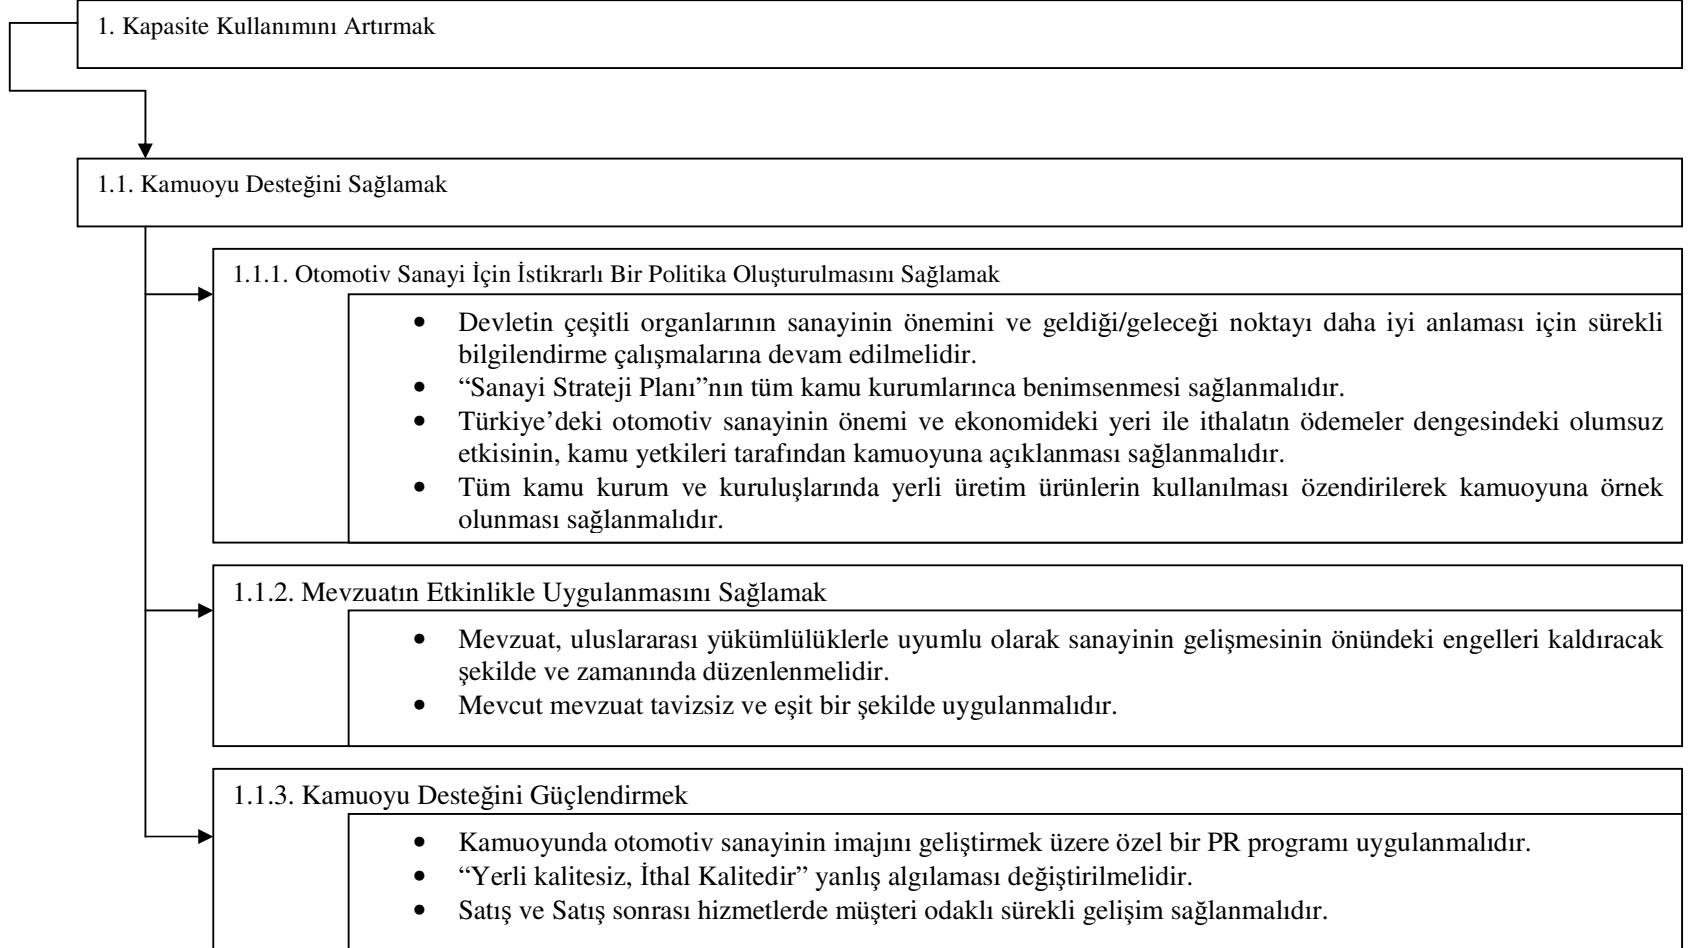 1. Kapasite Kullanımını Artırmak
1.1. Kamuoyu Desteğini Sağlamak
1.1.1. Otomotiv Sanayi İçin İstikrarlı Bir Politika Oluşturulmasını Sağlamak
• Devletin çeşitli organlarının sanayinin önemini ve geldiği/geleceği noktayı daha iyi anlaması için sürekli
bilgilendirme çalışmalarına devam edilmelidir.
• “Sanayi Strateji Planı”nın tüm kamu kurumlarınca benimsenmesi sağlanmalıdır.
• Türkiye’deki otomotiv sanayinin önemi ve ekonomideki yeri ile ithalatın ödemeler dengesindeki olumsuz
etkisinin, kamu yetkileri tarafından kamuoyuna açıklanması sağlanmalıdır.
• Tüm kamu kurum ve kuruluşlarında yerli üretim ürünlerin kullanılması özendirilerek kamuoyuna örnek
olunması sağlanmalıdır.
1.1.2. Mevzuatın Etkinlikle Uygulanmasını Sağlamak
• Mevzuat, uluslararası yükümlülüklerle uyumlu olarak sanayinin gelişmesinin önündeki engelleri kaldıracak
şekilde ve zamanında düzenlenmelidir.
• Mevcut mevzuat tavizsiz ve eşit bir şekilde uygulanmalıdır.
1.1.3. Kamuoyu Desteğini Güçlendirmek
• Kamuoyunda otomotiv sanayinin imajını geliştirmek üzere özel bir PR programı uygulanmalıdır.
• “Yerli kalitesiz, İthal Kalitedir” yanlış algılaması değiştirilmelidir.
• Satış ve Satış sonrası hizmetlerde müşteri odaklı sürekli gelişim sağlanmalıdır.